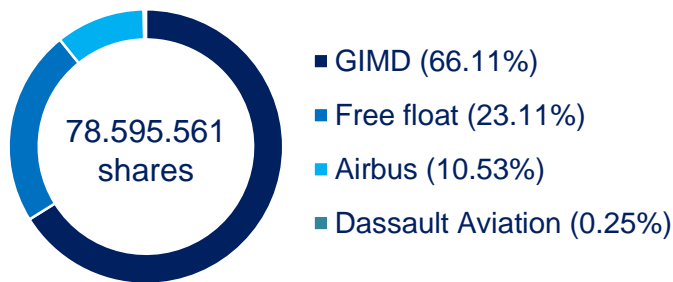 78.595.561
shares
GIMD (66.11%)
Free float (23.11%)
Airbus (10.53%)
Dassault Aviation (0.25%)